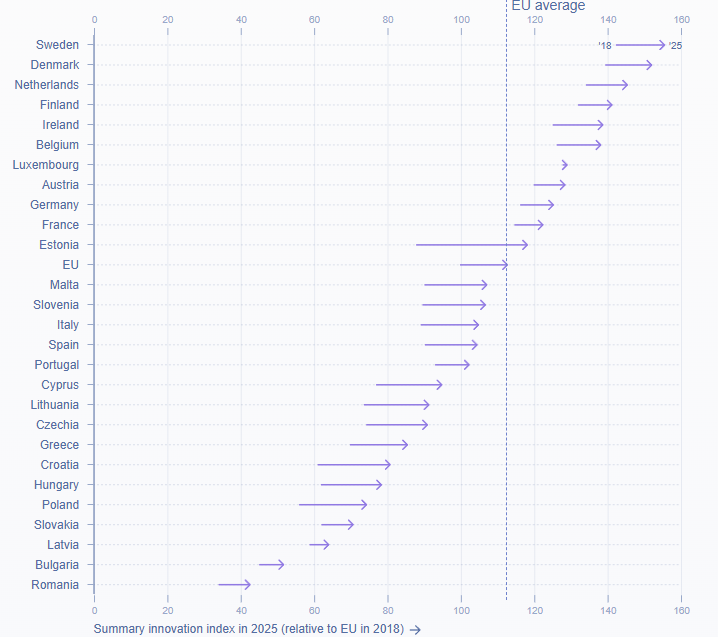 EU average
0 20 40 60 80 100 120 140 160
Sweden '18 '25
Denmark
Netherlands
Finland
Ireland
Belgium
Luxembourg
Austria
Germany
France
Estonia
EU
Malta
Slovenia
Italy
Spain
Portugal
Cyprus
Lithuania
Czechia
Greece
Croatia
Hungary
Poland
Slovakia
Latvia
Bulgaria
Romania
0 20 40 60 80 100 120 140 160
Summary innovation index in 2025 (relative to EU in 2018) →